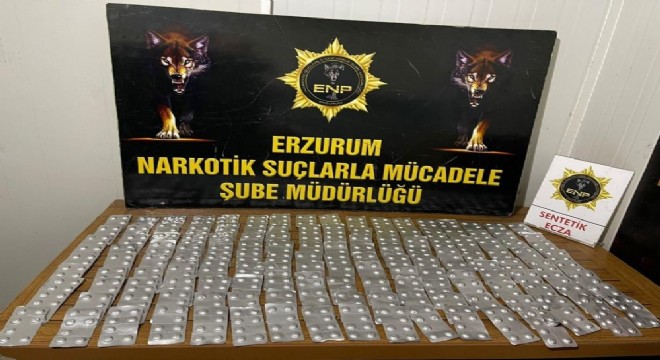 ENP
ERZURUM
NARKOTİK SUÇLARLA MÜCADELE
ŞUBE MÜDÜRLÜĞÜ
ENP
SENTETİK
ECZA